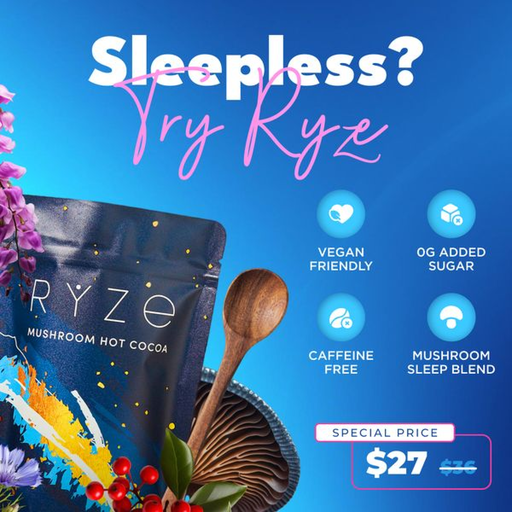 Sleepless?
Try Ryze
VEGAN
FRIENDLY
0G ADDED
SUGAR
RYZE
MUSHROOM HOT COCOA
CAFFEINE
FREE
MUSHROOM
SLEEP BLEND
SPECIAL PRICE
$27 $36